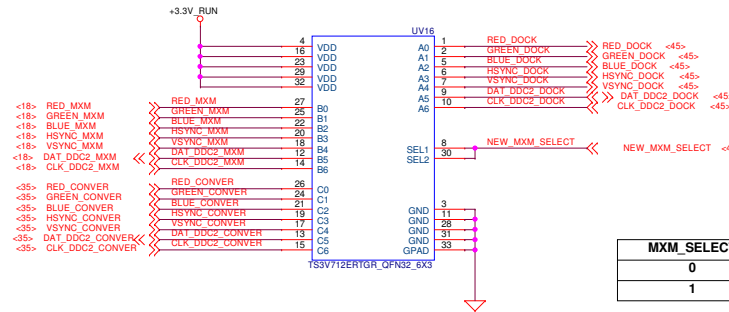 +3.3V_RUN
UV16
4 VDD
16 VDD
23 VDD
29 VDD
32 VDD
A0 1 RED_DOCK RED_DOCK <45>
A1 2 GREEN_DOCK GREEN_DOCK <45>
A2 5 BLUE_DOCK BLUE_DOCK <45>
A3 6 HSYNC_DOCK HSYNC_DOCK <45>
A4 7 VSYNC_DOCK VSYNC_DOCK <45>
A5 9 DAT_DDC2_DOCK DAT_DDC2_DOCK <45
A6 10 CLK_DDC2_DOCK CLK_DDC2_DOCK <45>
<18> RED_MXM RED_MXM 27 B0
<18> GREEN_MXM GREEN_MXM 25 B1
<18> BLUE_MXM BLUE_MXM 22 B2
<18> HSYNC_MXM HSYNC_MXM 20 B3
<18> VSYNC_MXM VSYNC_MXM 18 B4
<18> DAT_DDC2_MXM DAT_DDC2_MXM 12 B5
<18> CLK_DDC2_MXM CLK_DDC2_MXM 14 B6
SEL1 8 NEW_MXM_SELECT NEW_MXM_SELECT <4
SEL2 30
<35> RED_CONVER RED_CONVER 26 C0
<35> GREEN_CONVER GREEN_CONVER 24 C1
<35> BLUE_CONVER BLUE_CONVER 21 C2
<35> HSYNC_CONVER HSYNC_CONVER 19 C3
<35> VSYNC_CONVER VSYNC_CONVER 17 C4
<35> DAT_DDC2_CONVER DAT_DDC2_CONVER 13 C5
<35> CLK_DDC2_CONVER CLK_DDC2_CONVER 15 C6
GND 3
GND 11
GND 28
GND 31
GPAD 33
TS3V712ERTGR_QFN32_6X3
MXM_SELECT
0
1